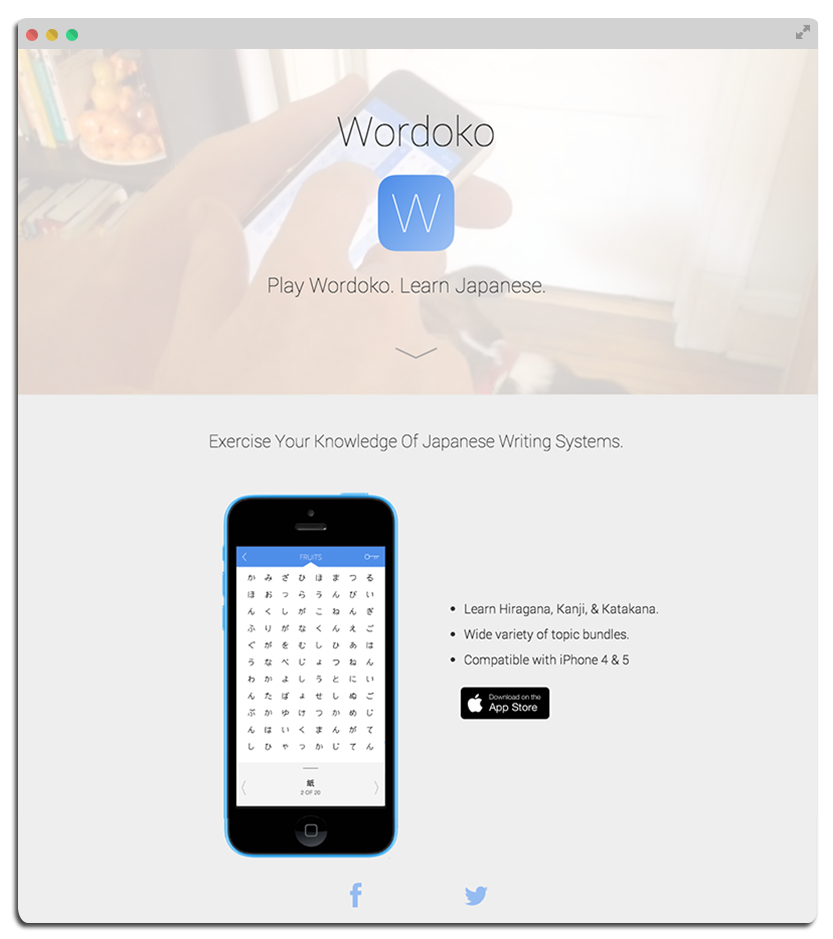 Wordoko
W
Play Wordoko. Learn Japanese.
Exercise Your Knowledge Of Japanese Writing Systems.
FRUITS
か み ざ ひ ほ ま つ る
ほ お っ ら う ん び い
ん く し が こ ね ん ぎ
ふ り が な く ん え ご
ぐ が を む し ひ あ は
う な べ じ ょ つ ね ん
わ か よ し う と に い
ん た ば ょ せ し ぬ ご
ぷ か ゆ け つ か め じ
ん は い く ま ん が て
し ひ ゃ っ か じ て ん
紙
2 OF 20
• Learn Hiragana, Kanji, & Katakana.
• Wide variety of topic bundles.
• Compatible with iPhone 4 & 5
Download on the
App Store